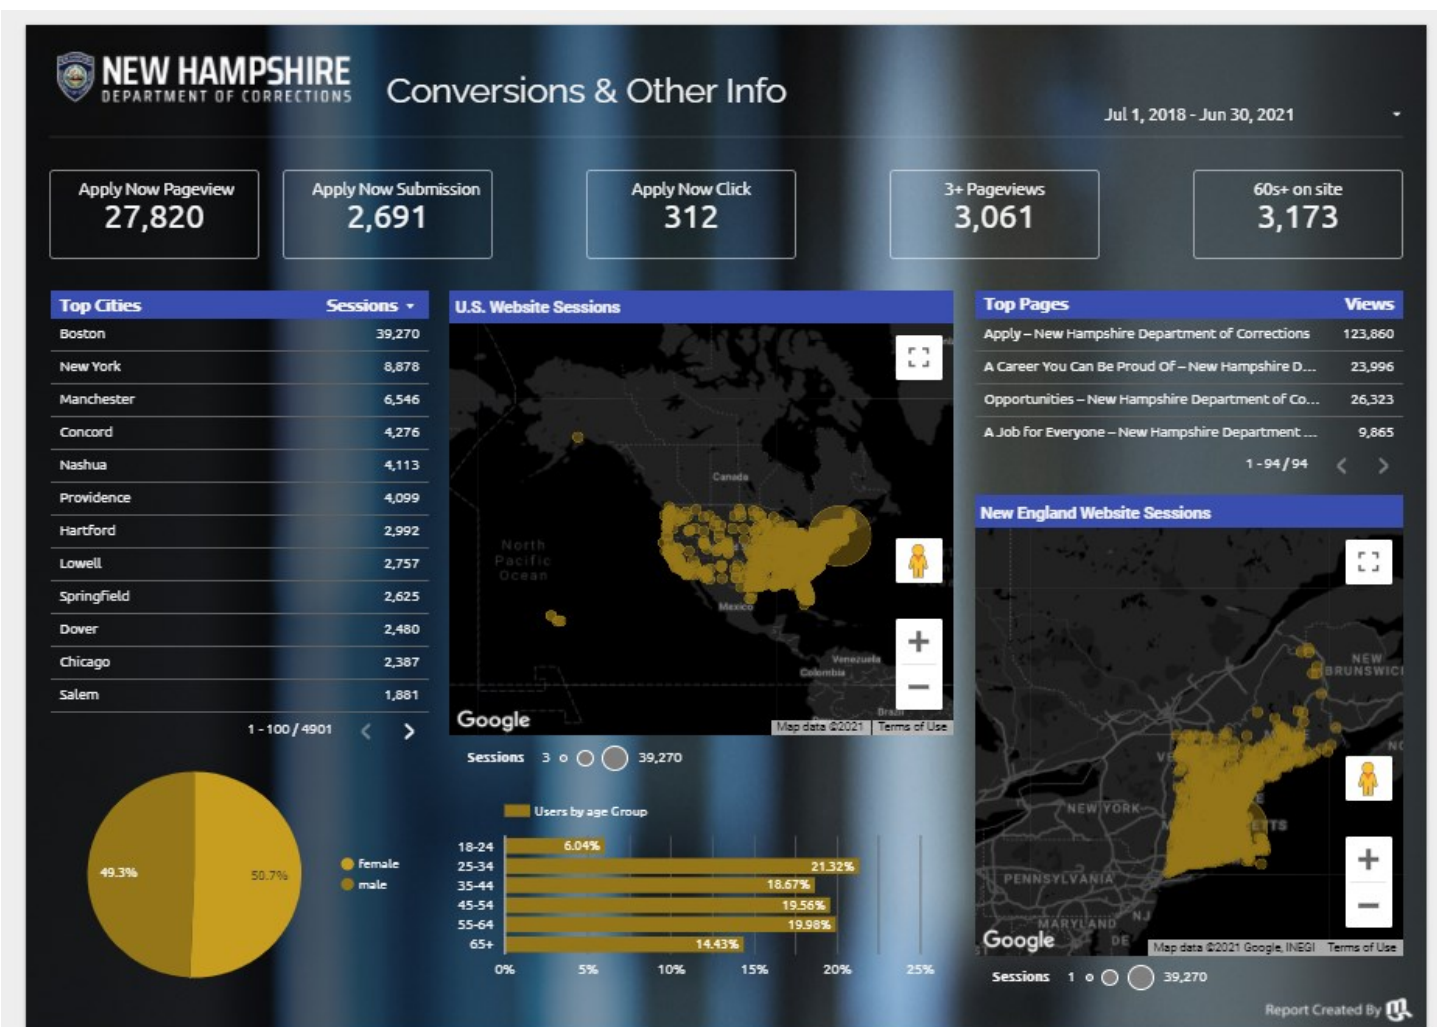 NEW HAMPSHIRE
DEPARTMENT OF CORRECTIONS
Conversions & Other Info
Jul 1, 2018 - Jun 30, 2021
Apply Now Pageview
27,820
Apply Now Submission
2,691
Apply Now Click
312
3+ Pageviews
3,061
60s+ on site
3,173
Top Cities Sessions
Boston 39,270
New York 8,878
Manchester 6,546
Concord 4,276
Nashua 4,113
Providence 4,099
Hartford 2,992
Lowell 2,757
Springfield 2,625
Dover 2,480
Chicago 2,387
Salem 1,881
1 - 100 / 4901
U.S. Website Sessions
Canada
North
Pacific
Ocean
Mexico
Venezuela
Colombia
Google
Map data ©2021 Terms of Use
Sessions 3 39,270
Top Pages Views
Apply – New Hampshire Department of Corrections 123,860
A Career You Can Be Proud Of – New Hampshire D... 23,996
Opportunities – New Hampshire Department of Co... 26,323
A Job for Everyone – New Hampshire Department ... 9,865
1 - 94 / 94
New England Website Sessions
NEW
BRUNSWIC
NEW YORK
PENNSYLVANIA
MARYLAND
NJ
DE
Google
Map data ©2021 Google, INEGI Terms of Use
Sessions 1 39,270
49.3%
50.7%
female
male
Users by age Group
18-24 6.04%
25-34 21.32%
35-44 18.67%
45-54 19.56%
55-64 19.98%
65+ 14.43%
0% 5% 10% 15% 20% 25%
Report Created By